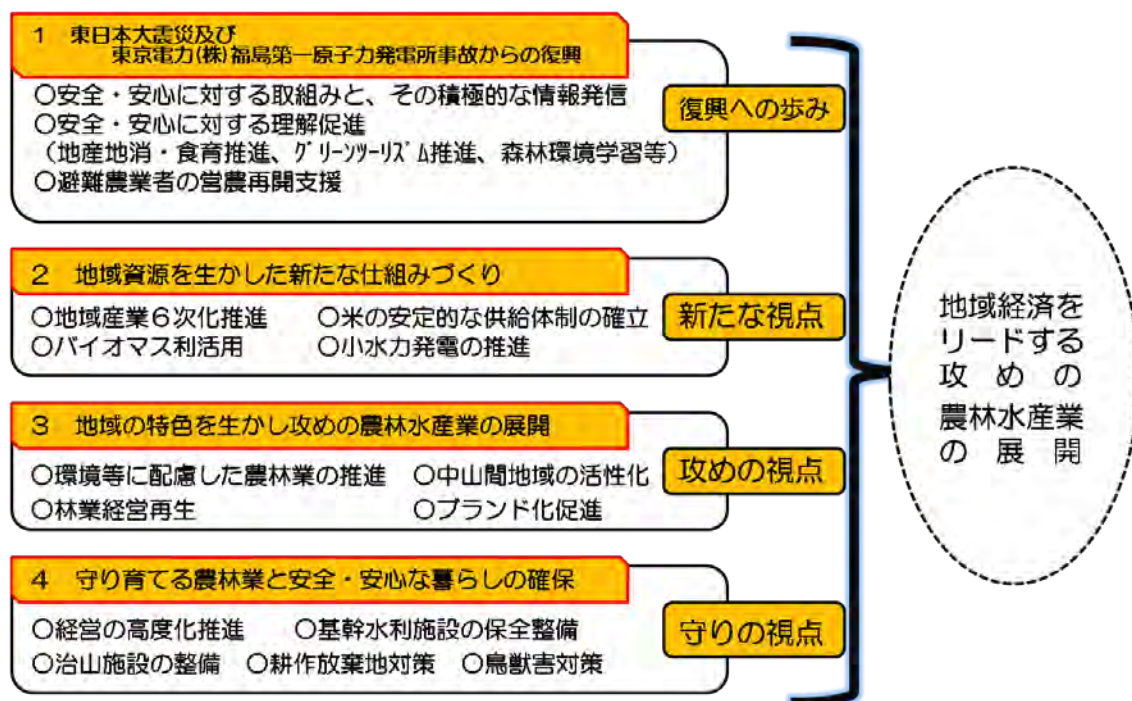 1 東日本大震災及び
東京電力(株)福島第一原子力発電所事故からの復興
○安全・安心に対する取組みと、その積極的な情報発信
○安全・安心に対する理解促進
(地産地消・食育推進、グリーンツーリズム推進、森林環境学習等)
○避難農業者の営農再開支援
復興への歩み
2 地域資源を生かした新たな仕組みづくり
○地域産業6次化推進 ○米の安定的な供給体制の確立
○バイオマス利活用 ○小水力発電の推進
新たな視点
3 地域の特色を生かし攻めの農林水産業の展開
○環境等に配慮した農林業の推進 ○中山間地域の活性化
○林業経営再生 ○ブランド化促進
攻めの視点
4 守り育てる農林業と安全・安心な暮らしの確保
○経営の高度化推進 ○基幹水利施設の保全整備
○治山施設の整備 ○耕作放棄地対策 ○鳥獣害対策
守りの視点
地域経済を
リードする
攻めの
農林水産業
の展開